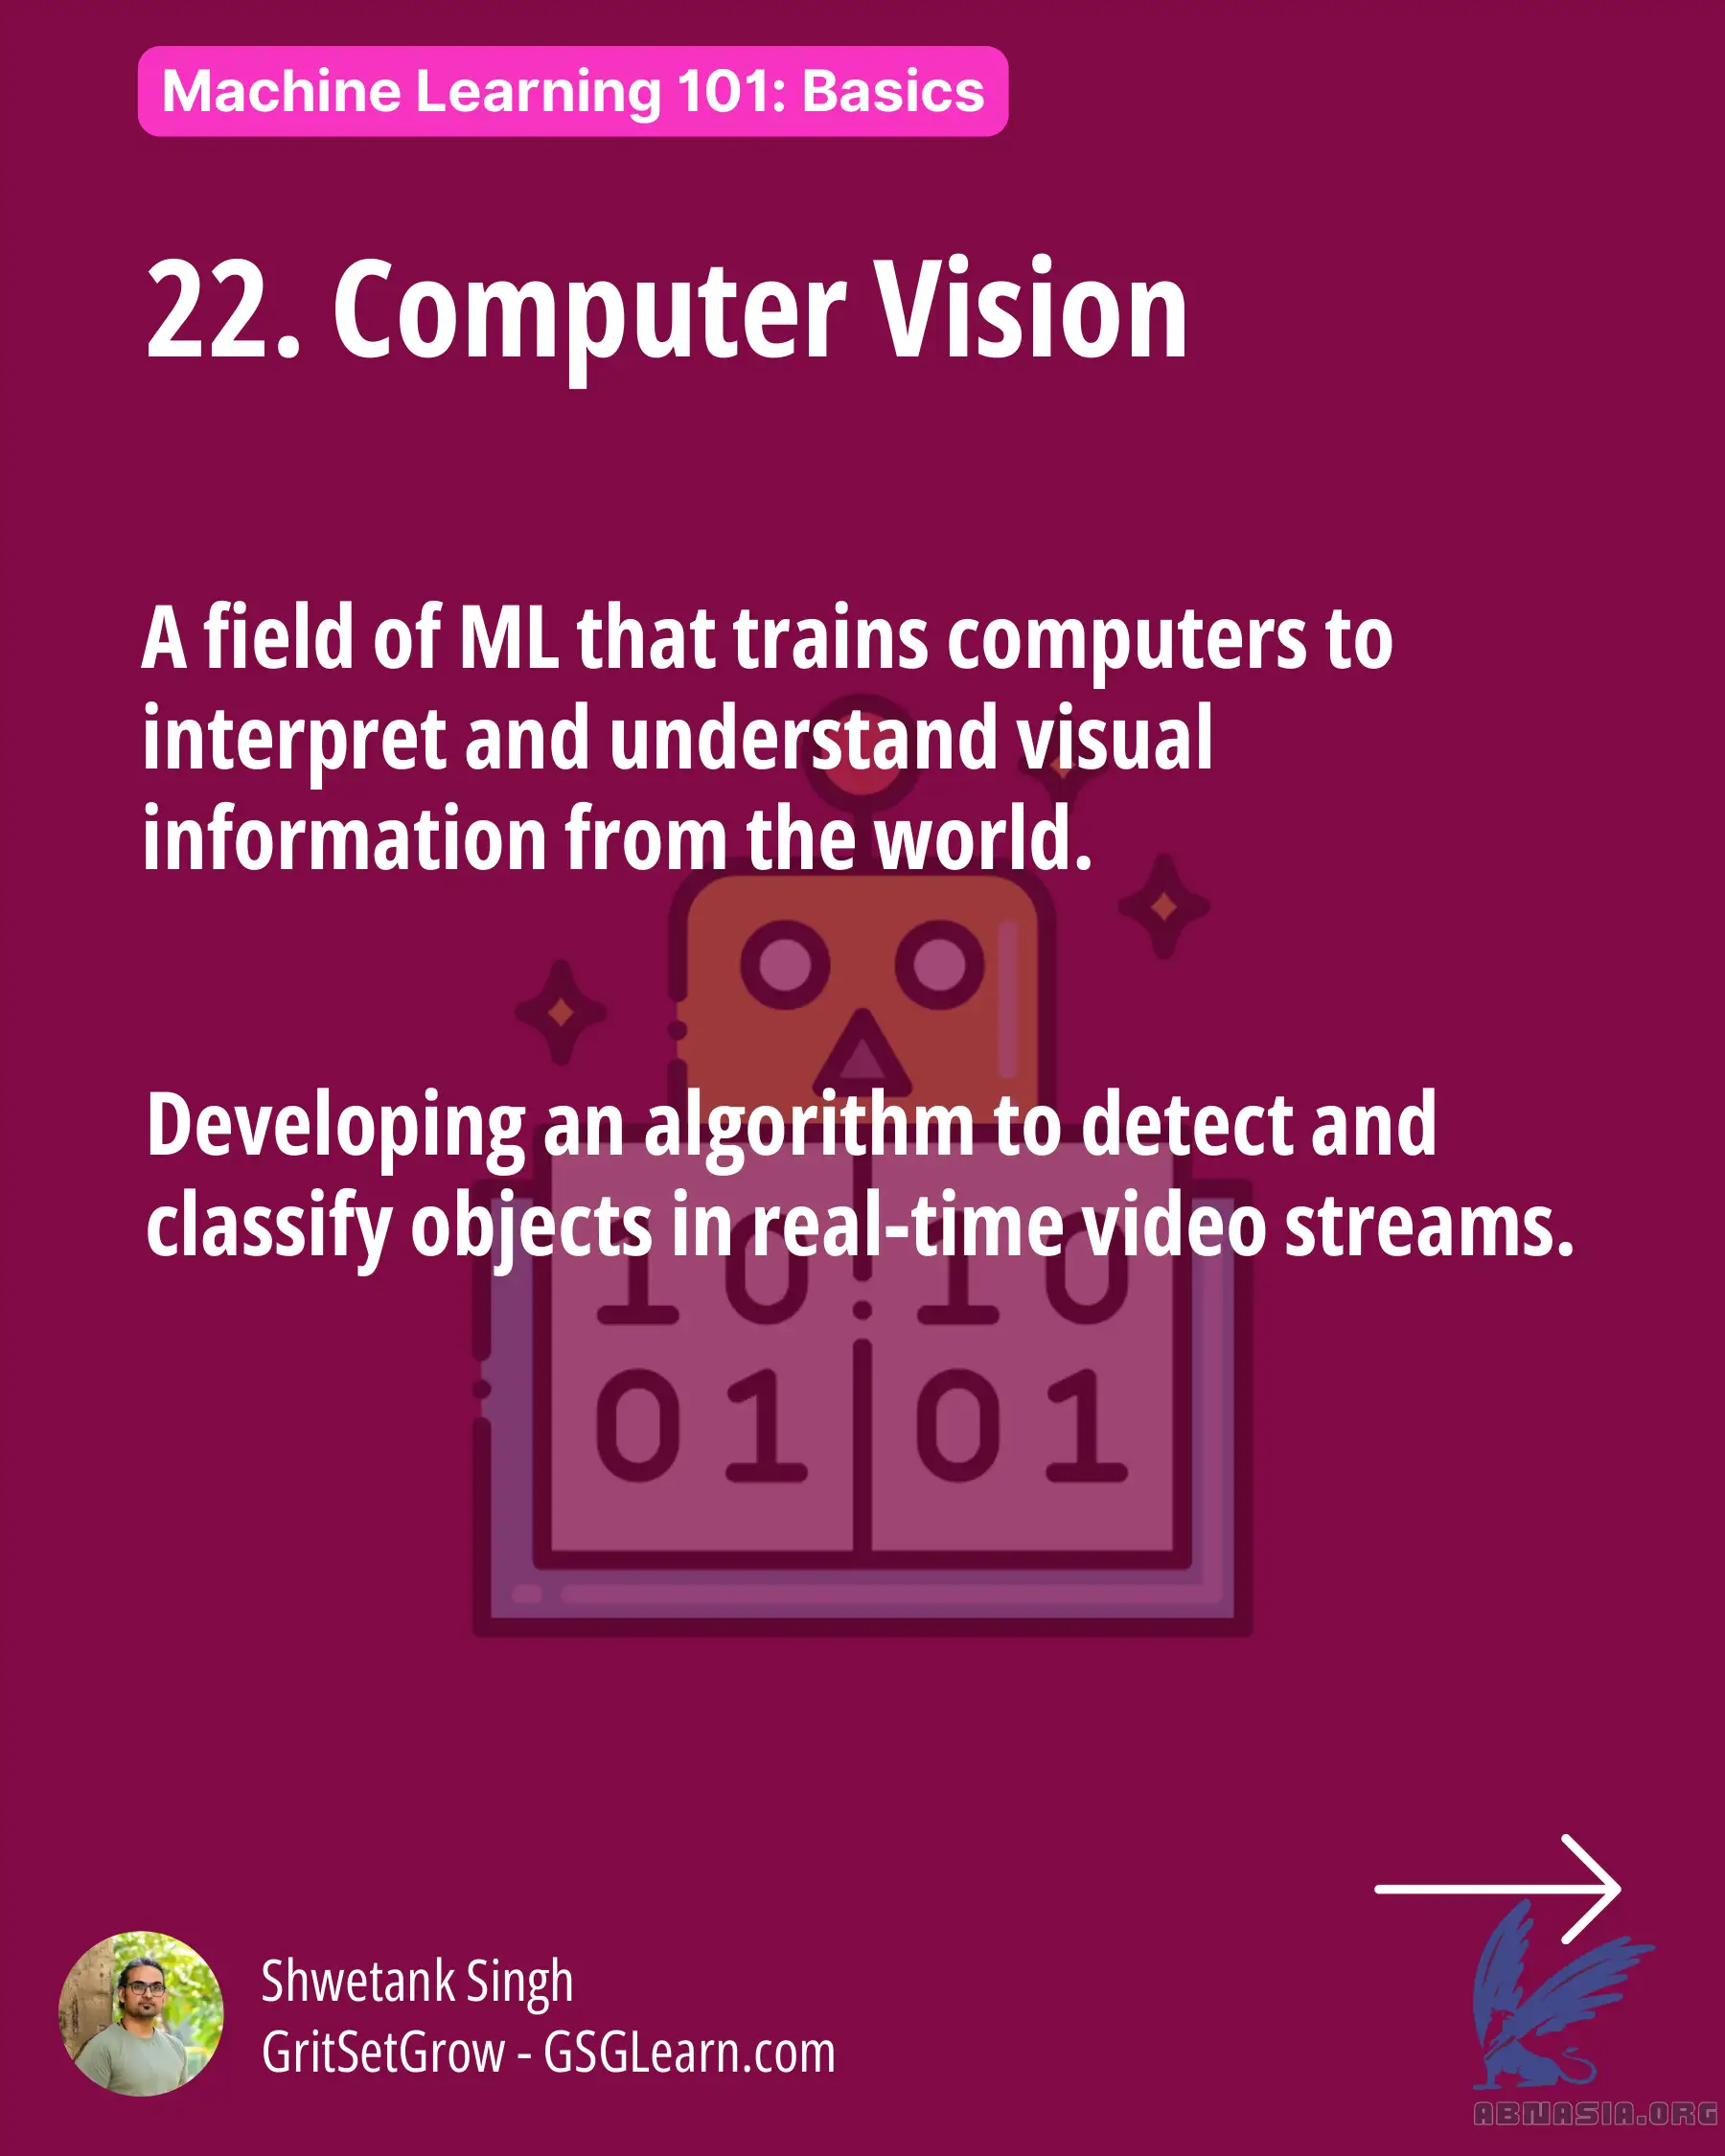 Machine Learning 101: Basics
22. Computer Vision
A field of ML that trains computers to
interpret and understand visual
information from the world.
Developing an algorithm to detect and
classify objects in real-time video streams.
10 10
01 01
Shwetank Singh
GritSetGrow - GSGLearn.com
ABNASIA.ORG